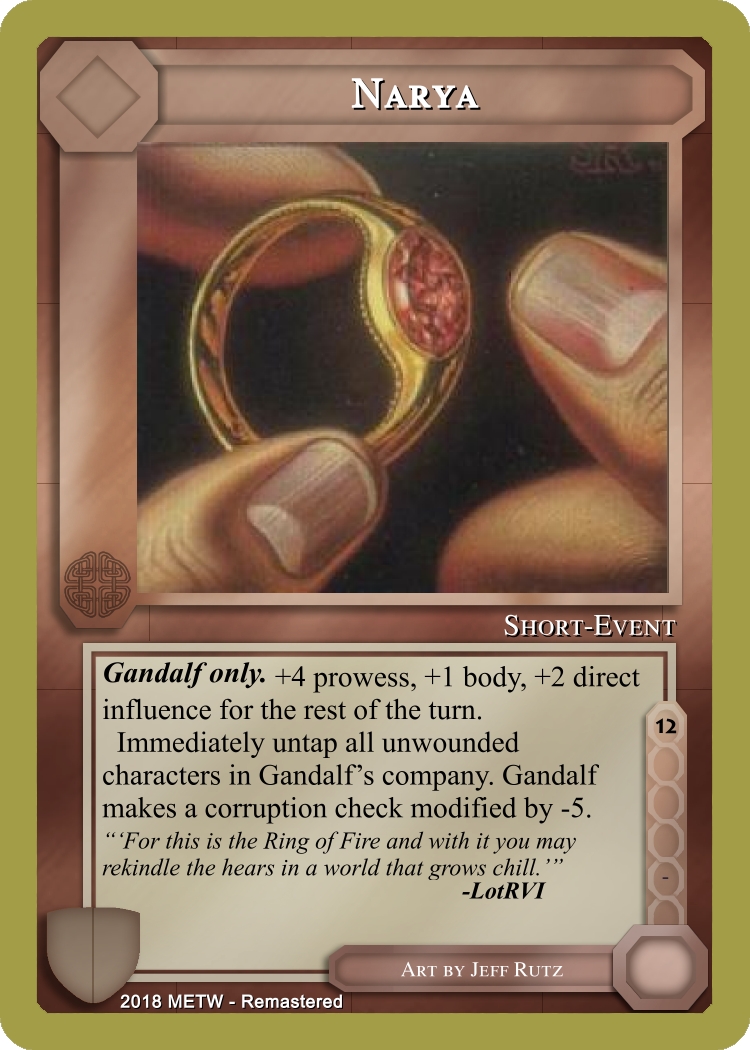 NARYA
SHORT-EVENT
Gandalf only. +4 prowess, +1 body, +2 direct
influence for the rest of the turn.
Immediately untap all unwounded
characters in Gandalf’s company. Gandalf
makes a corruption check modified by -5.
12
“‘For this is the Ring of Fire and with it you may
rekindle the hears in a world that grows chill.’”
-
-LotRVI
ART BY JEFF RUTZ
2018 METW - Remastered